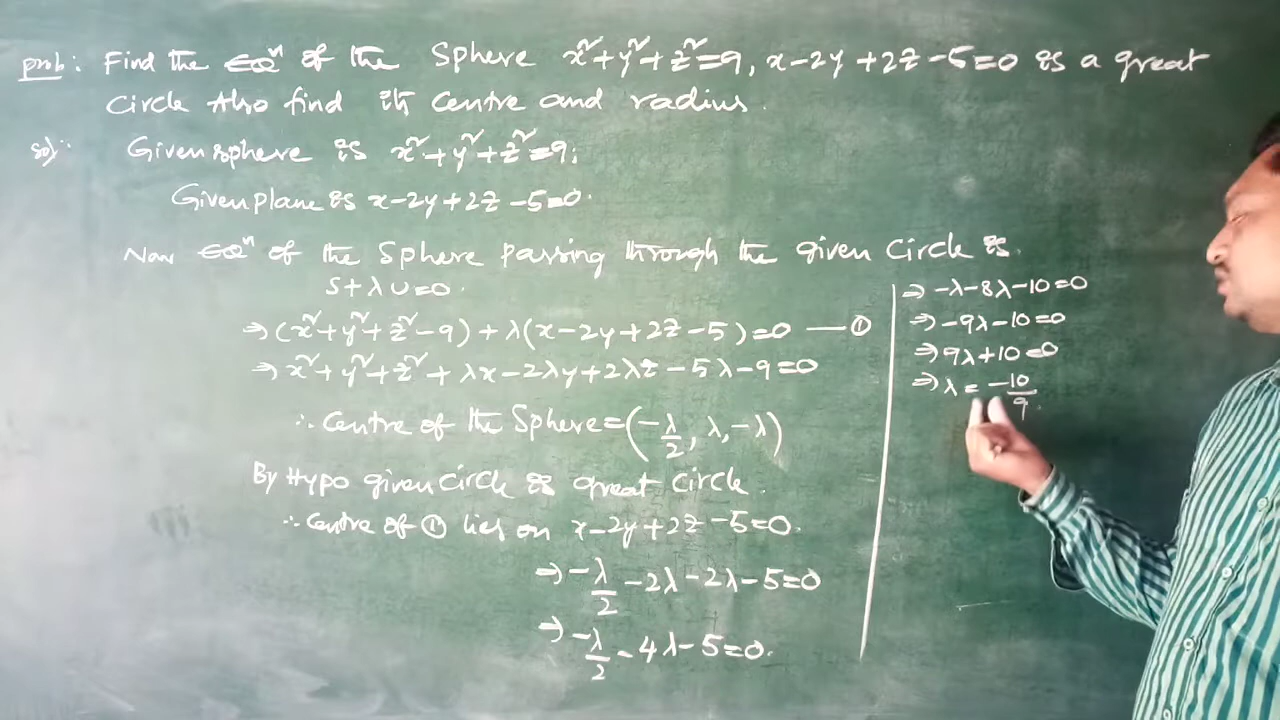 prob: Find the EQⁿ of the Sphere x²+y²+z²=9, x-2y+2z-5=0 is a great
circle Also find its centre and radius.
sol: Given sphere is x²+y²+z²=9;
Given plane is x-2y+2z-5=0.
Now EQⁿ of the Sphere passing through the given circle is
S+λU=0.
⇒(x²+y²+z²-9)+λ(x-2y+2z-5)=0 —①
⇒x²+y²+z²+λx-2λy+2λz-5λ-9=0
∴ Centre of the Sphere=(-λ/2, λ, -λ)
By Hypo given circle is great circle.
∴ Centre of ① lies on x-2y+2z-5=0.
⇒-λ/2-2λ-2λ-5=0
⇒-λ/2-4λ-5=0.
⇒-λ-8λ-10=0
⇒-9λ-10=0
⇒9λ+10=0
⇒λ=-10/9.